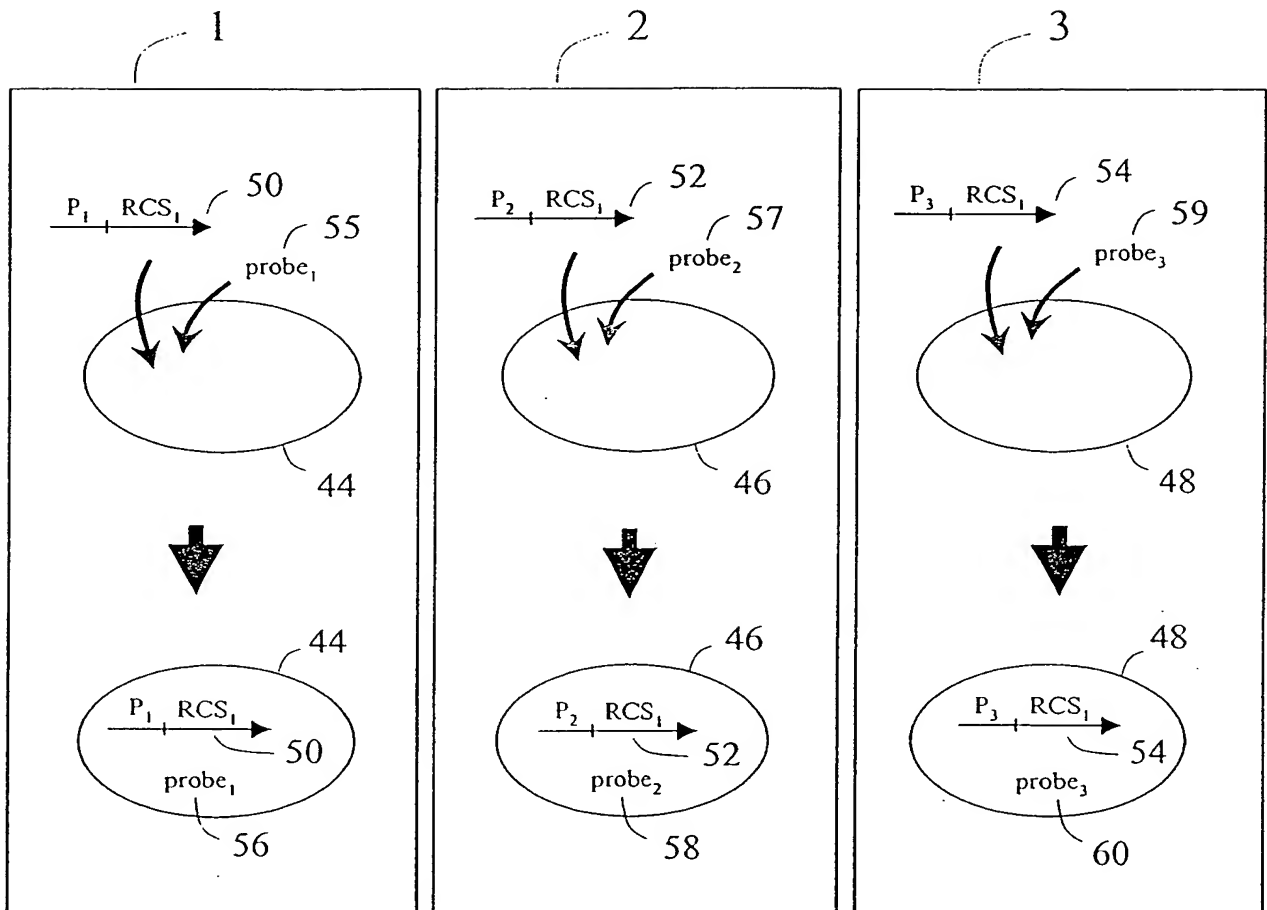 1
2
3
P₁ RCS₁ 50
55
probe₁
44
44
P₁ RCS₁
50
probe₁
56
P₂ RCS₁ 52
57
probe₂
46
46
P₂ RCS₁
52
probe₂
58
P₃ RCS₁ 54
59
probe₃
48
48
P₃ RCS₁
54
probe₃
60